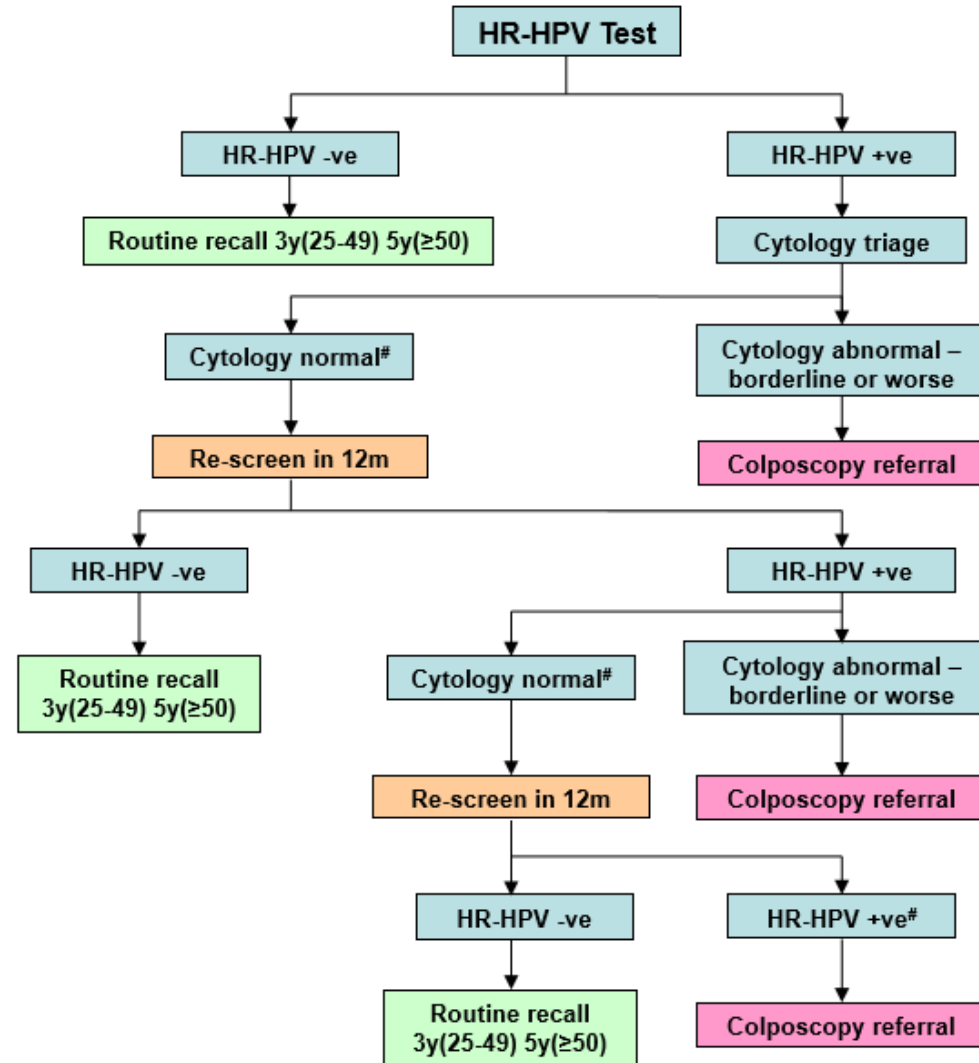 HR-HPV Test
HR-HPV -ve
HR-HPV +ve
Routine recall 3y(25-49) 5y(≥50)
Cytology triage
Cytology normal#
Cytology abnormal –
borderline or worse
Re-screen in 12m
Colposcopy referral
HR-HPV -ve
HR-HPV +ve
Routine recall
3y(25-49) 5y(≥50)
Cytology normal#
Cytology abnormal –
borderline or worse
Re-screen in 12m
Colposcopy referral
HR-HPV -ve
HR-HPV +ve#
Routine recall
3y(25-49) 5y(≥50)
Colposcopy referral